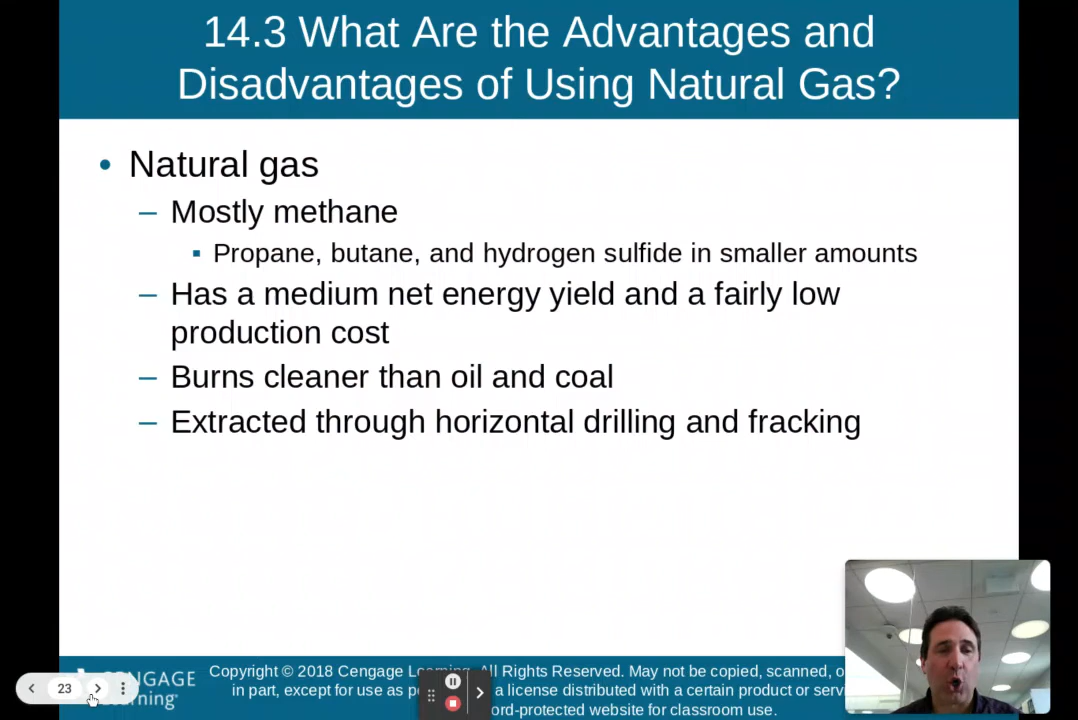 14.3 What Are the Advantages and
Disadvantages of Using Natural Gas?
• Natural gas
– Mostly methane
▪ Propane, butane, and hydrogen sulfide in smaller amounts
– Has a medium net energy yield and a fairly low
production cost
– Burns cleaner than oil and coal
– Extracted through horizontal drilling and fracking
CENGAGE
Learning™
Copyright © 2018 Cengage Learning. All Rights Reserved. May not be copied, scanned, o
in part, except for use as a license distributed with a certain product or servi
website for classroom use.
23